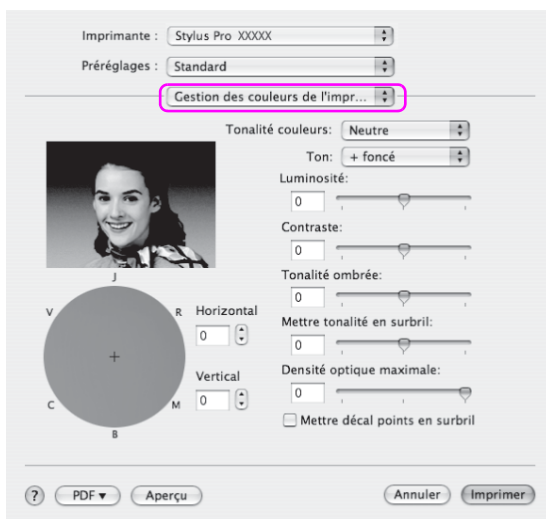 Imprimante : Stylus Pro XXXXX
Préréglages : Standard
Gestion des couleurs de l'impr...
Tonalité couleurs: Neutre
Ton: + foncé
Luminosité:
0
Contraste:
0
Tonalité ombrée:
0
Mettre tonalité en surbril:
0
Densité optique maximale:
0
Mettre décal points en surbril
J
V R
C M
B
Horizontal
0
Vertical
0
? PDF Aperçu Annuler Imprimer